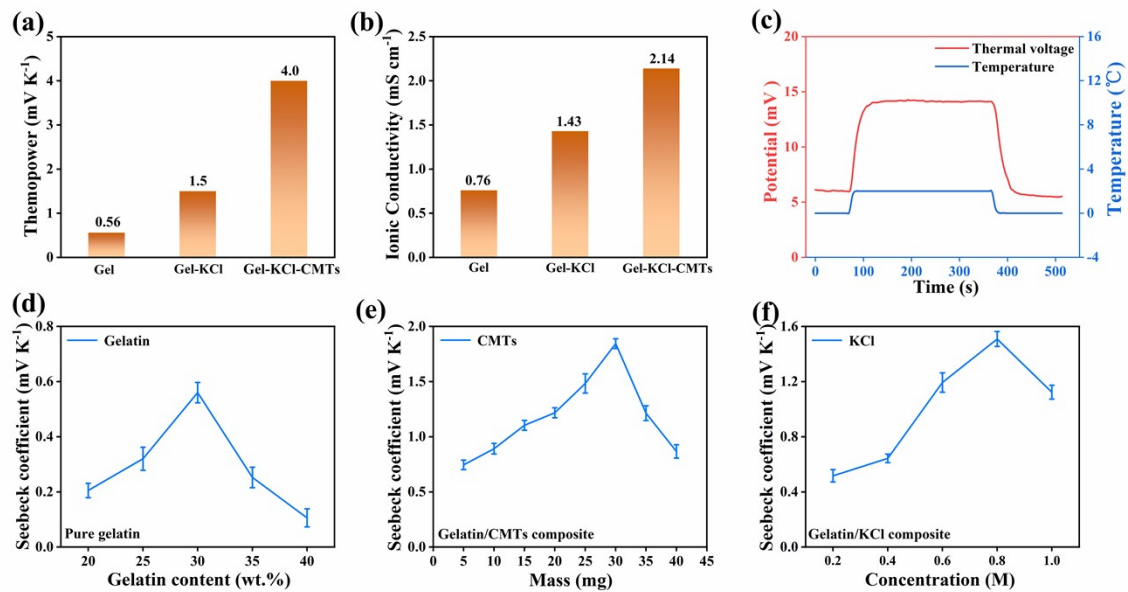 (a)
Themopower (mV K⁻¹)
5
4
3
2
1
0
0.56
1.5
4.0
Gel
Gel-KCl
Gel-KCl-CMTs
(b)
Ionic Conductivity (mS cm⁻¹)
2.5
2.0
1.5
1.0
0.5
0.0
0.76
1.43
2.14
Gel
Gel-KCl
Gel-KCl-CMTs
(c)
Potential (mV )
20
15
10
5
0
Thermal voltage
Temperature
16
12
8
4
0
-4
Temperature (℃)
0 100 200 300 400 500
Time (s)
(d)
Seebeck coefficient (mV K⁻¹)
0.8
0.6
0.4
0.2
0.0
Gelatin
Pure gelatin
20 25 30 35 40
Gelatin content (wt.%)
(e)
Seebeck coefficient (mV K⁻¹)
2.0
1.5
1.0
0.5
0.0
CMTs
Gelatin/CMTs composite
0 5 10 15 20 25 30 35 40 45
Mass (mg)
(f)
Seebeck coefficient (mV K⁻¹)
1.6
1.2
0.8
0.4
0.0
KCl
Gelatin/KCl composite
0.2 0.4 0.6 0.8 1.0
Concentration (M)